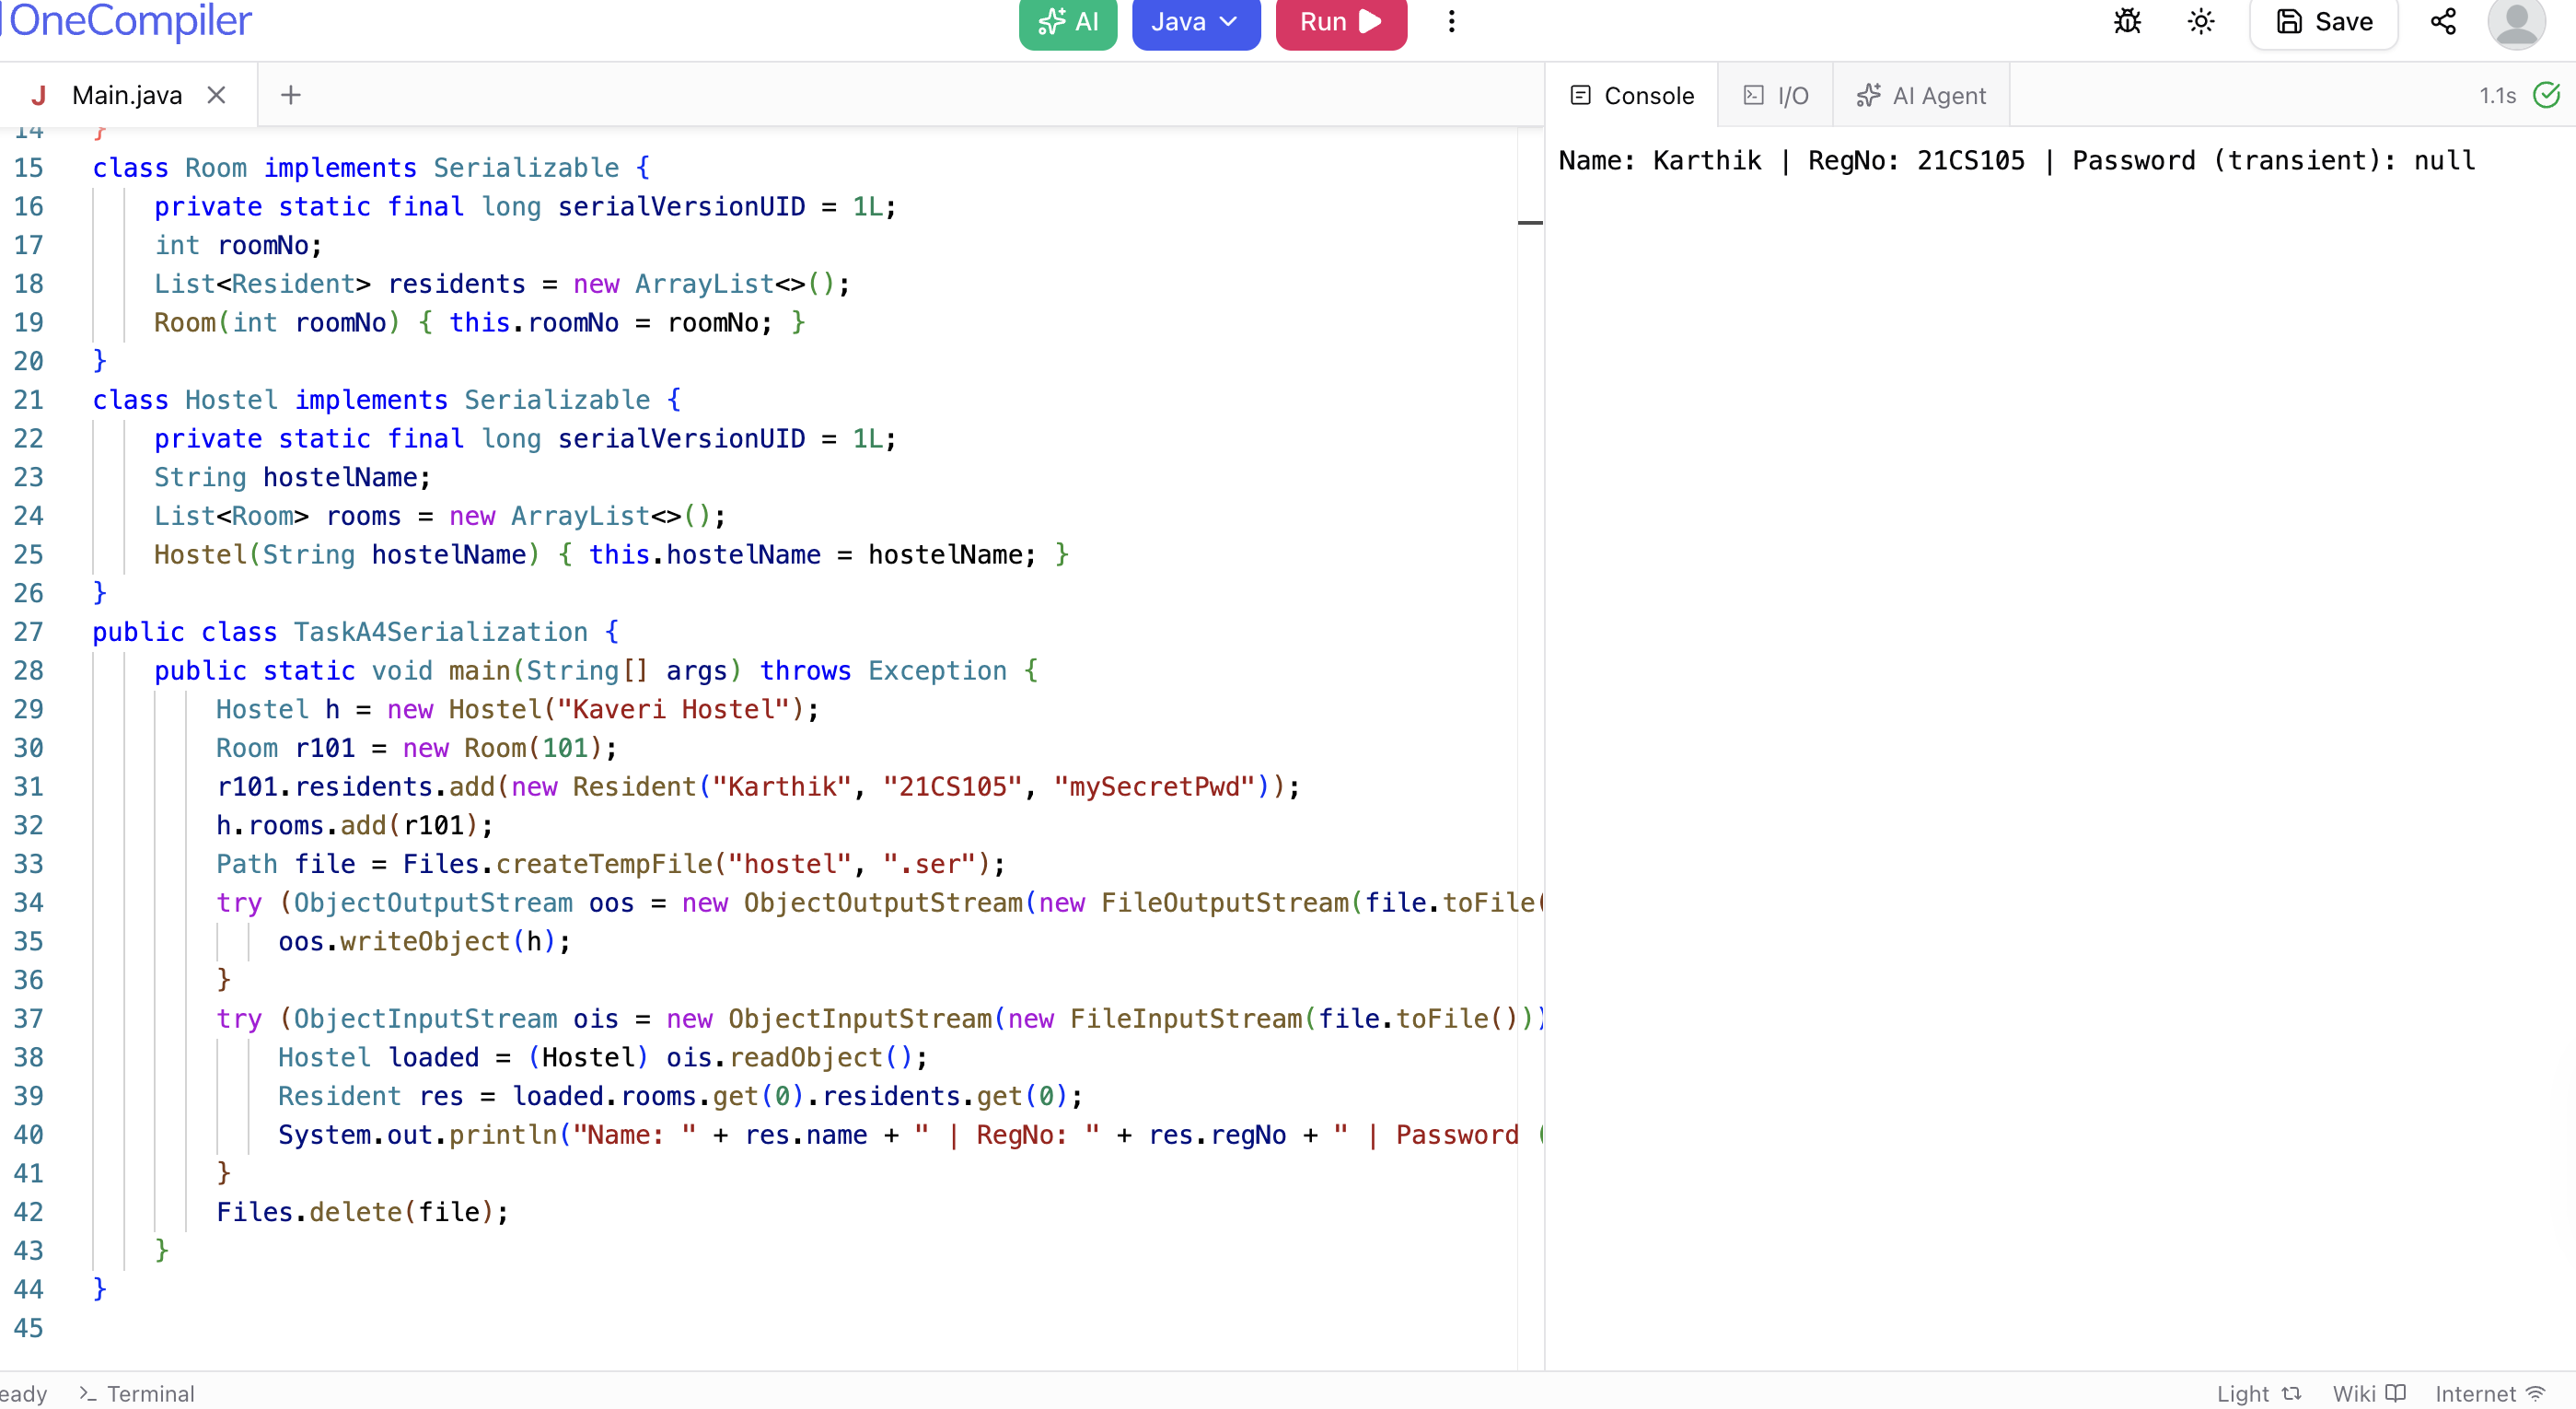 OneCompiler
AI
Java
Run
Save
Main.java
Console
I/O
AI Agent
1.1s
14 }
15 class Room implements Serializable {
16 private static final long serialVersionUID = 1L;
17 int roomNo;
18 List<Resident> residents = new ArrayList<>();
19 Room(int roomNo) { this.roomNo = roomNo; }
20 }
21 class Hostel implements Serializable {
22 private static final long serialVersionUID = 1L;
23 String hostelName;
24 List<Room> rooms = new ArrayList<>();
25 Hostel(String hostelName) { this.hostelName = hostelName; }
26 }
27 public class TaskA4Serialization {
28 public static void main(String[] args) throws Exception {
29 Hostel h = new Hostel("Kaveri Hostel");
30 Room r101 = new Room(101);
31 r101.residents.add(new Resident("Karthik", "21CS105", "mySecretPwd"));
32 h.rooms.add(r101);
33 Path file = Files.createTempFile("hostel", ".ser");
34 try (ObjectOutputStream oos = new ObjectOutputStream(new FileOutputStream(file.toFile(
35 oos.writeObject(h);
36 }
37 try (ObjectInputStream ois = new ObjectInputStream(new FileInputStream(file.toFile()))
38 Hostel loaded = (Hostel) ois.readObject();
39 Resident res = loaded.rooms.get(0).residents.get(0);
40 System.out.println("Name: " + res.name + " | RegNo: " + res.regNo + " | Password (
41 }
42 Files.delete(file);
43 }
44 }
45
Name: Karthik | RegNo: 21CS105 | Password (transient): null
eady
Terminal
Light
Wiki
Internet